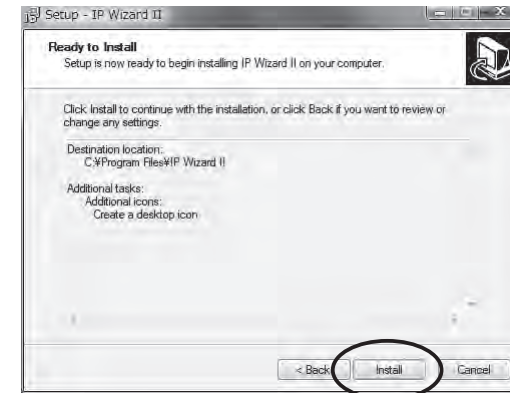 Setup - IP Wizard II
Ready to Install
Setup is now ready to begin installing IP Wizard II on your computer.
Click Install to continue with the installation, or click Back if you want to review or
change any settings.
Destination location:
C:¥Program Files¥IP Wizard II
Additional tasks:
Additional icons:
Create a desktop icon
< Back
Install
Cancel